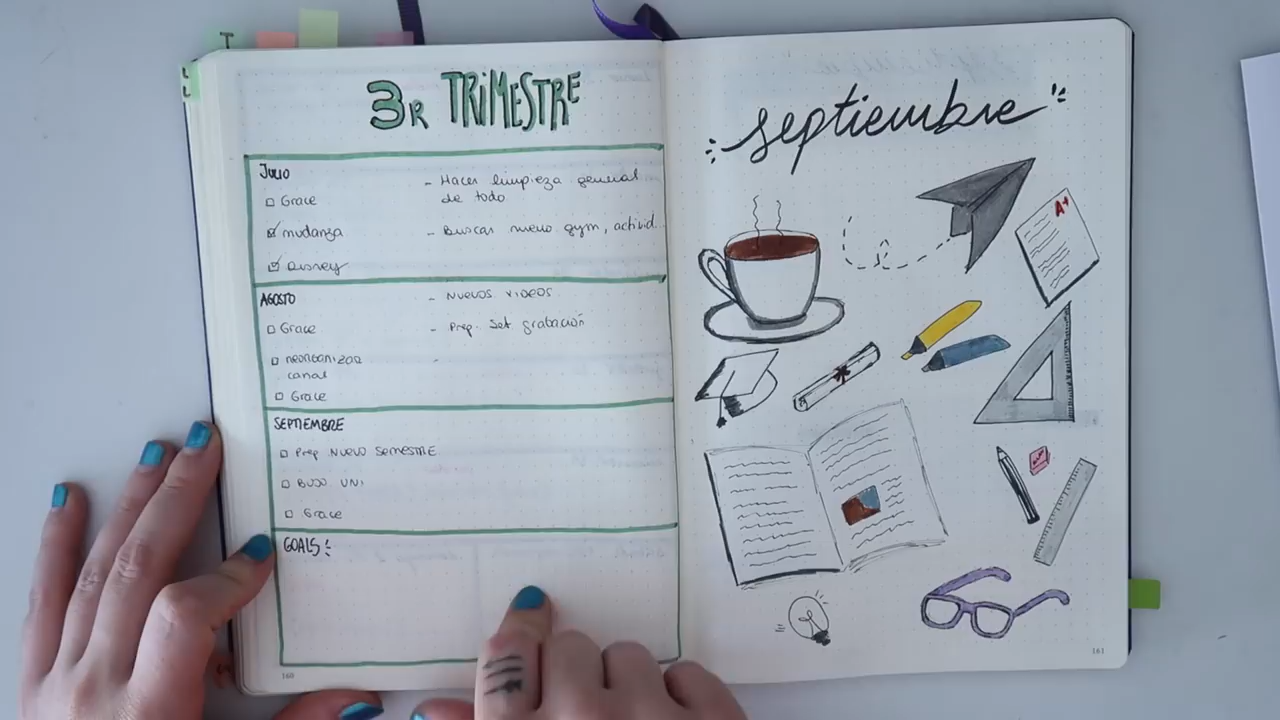 3R TRIMESTRE
JULIO
Grace
mudanza
Disney
- Hacer limpieza general
de todo
- Buscar nuevo gym, activid...
AGOSTO
Grace
reorganizar
canal
Grace
- Nuevos videos
- Prep. Set grabación
SEPTIEMBRE
Prep. NUEVO SEMESTRE
BUJO UNI
Grace
GOALS:
160
septiembre
A+
161